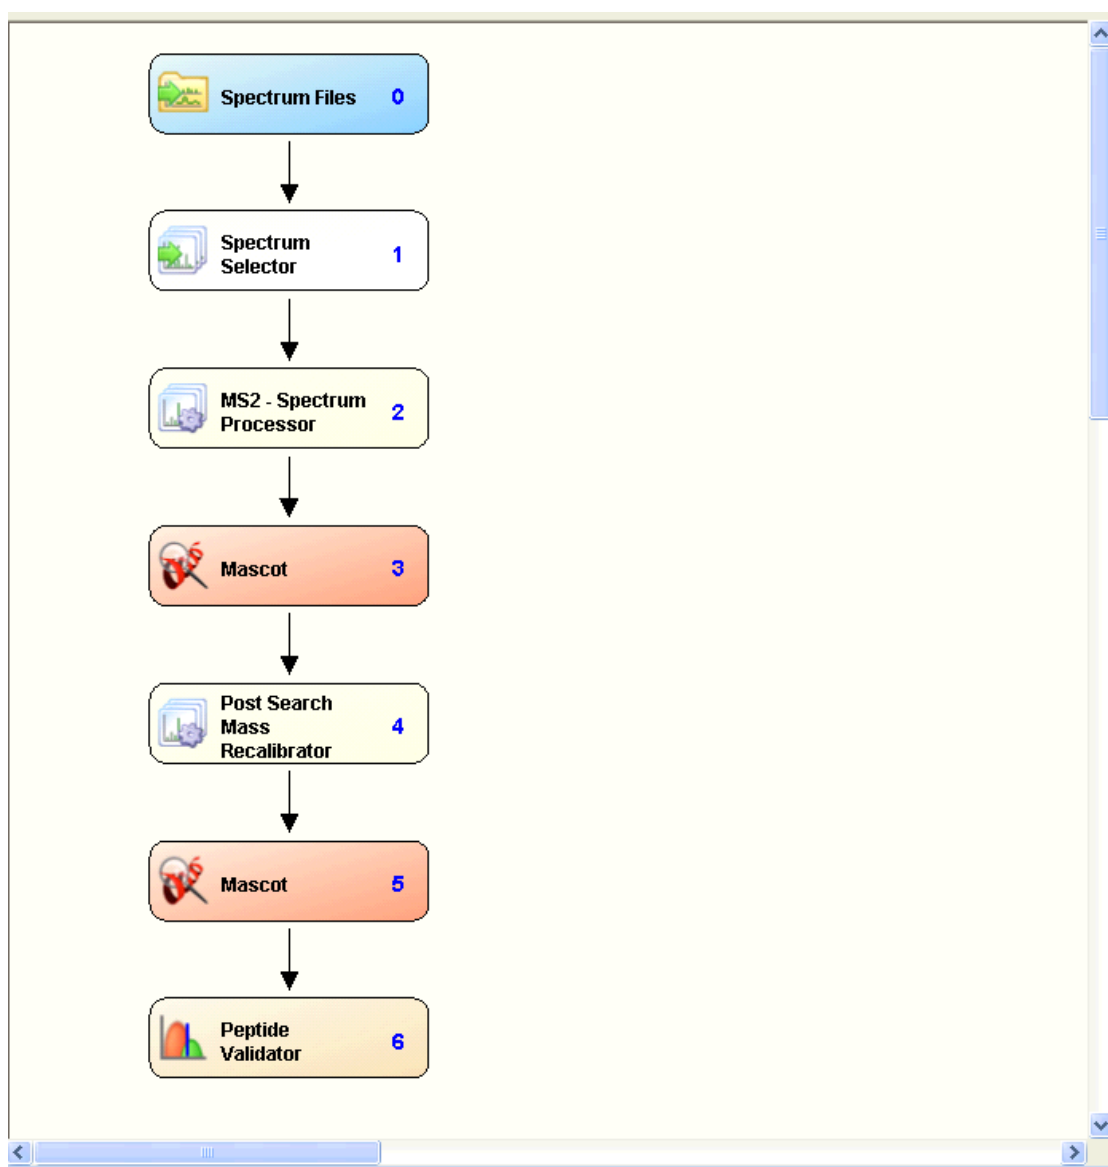 Spectrum Files 0
Spectrum
Selector
1
MS2 - Spectrum
Processor
2
Mascot 3
Post Search
Mass
Recalibrator
4
Mascot 5
Peptide
Validator
6